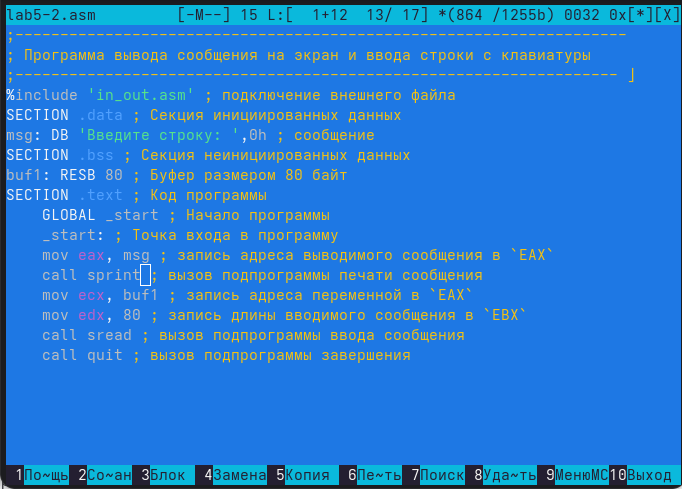 lab5-2.asm [-M--] 15 L:[ 1+12 13/ 17] *(864 /1255b) 0032 0x[*][X]
;--------------------------------------------------------------------
; Программа вывода сообщения на экран и ввода строки с клавиатуры
;------------------------------------------------------------------- ⌋
%include 'in_out.asm' ; подключение внешнего файла
SECTION .data ; Секция инициированных данных
msg: DB 'Введите строку: ',0h ; сообщение
SECTION .bss ; Секция неинициированных данных
buf1: RESB 80 ; Буфер размером 80 байт
SECTION .text ; Код программы
GLOBAL _start ; Начало программы
_start: ; Точка входа в программу
mov eax, msg ; запись адреса выводимого сообщения в `EAX`
call sprint ; вызов подпрограммы печати сообщения
mov ecx, buf1 ; запись адреса переменной в `EAX`
mov edx, 80 ; запись длины вводимого сообщения в `EBX`
call sread ; вызов подпрограммы ввода сообщения
call quit ; вызов подпрограммы завершения
1По~щь 2Со~ан 3Блок 4Замена 5Копия 6Пе~ть 7Поиск 8Уда~ть 9МенюМС 10Выход